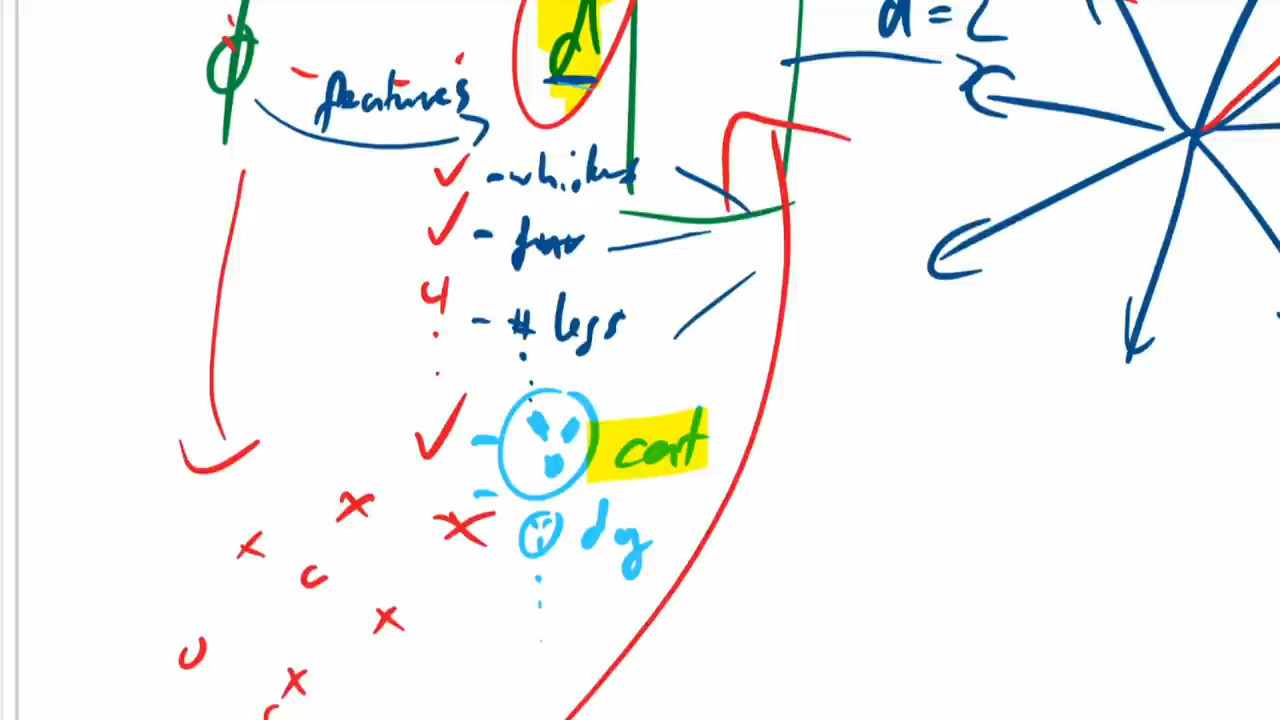 d
d = 2
features
- whiskers
- fur
4
- # legs
- cat
- dog